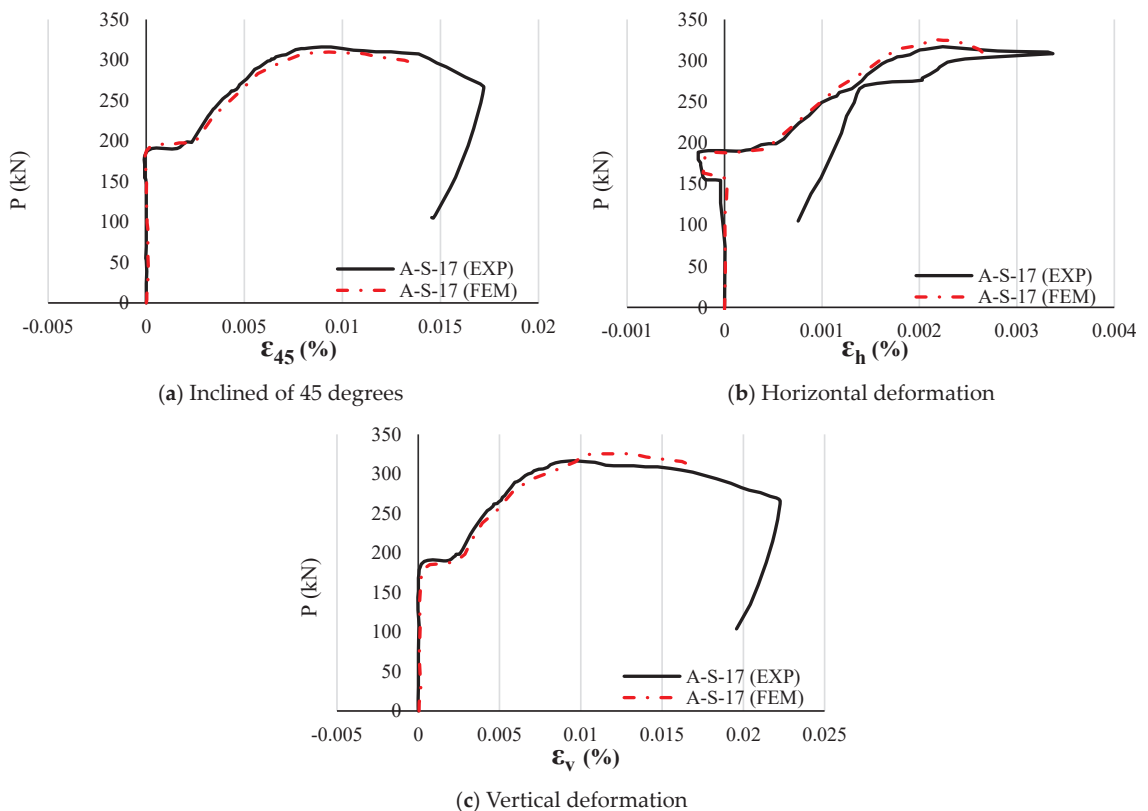 350
300
250
200
150
100
50
0
P (kN)
A-S-17 (EXP)
A-S-17 (FEM)
-0.005 0 0.005 0.01 0.015 0.02
ε45 (%)
(a) Inclined of 45 degrees
350
300
250
200
150
100
50
0
P (kN)
A-S-17 (EXP)
A-S-17 (FEM)
-0.001 0 0.001 0.002 0.003 0.004
εh (%)
(b) Horizontal deformation
350
300
250
200
150
100
50
0
P (kN)
A-S-17 (EXP)
A-S-17 (FEM)
-0.005 0 0.005 0.01 0.015 0.02 0.025
εv (%)
(c) Vertical deformation